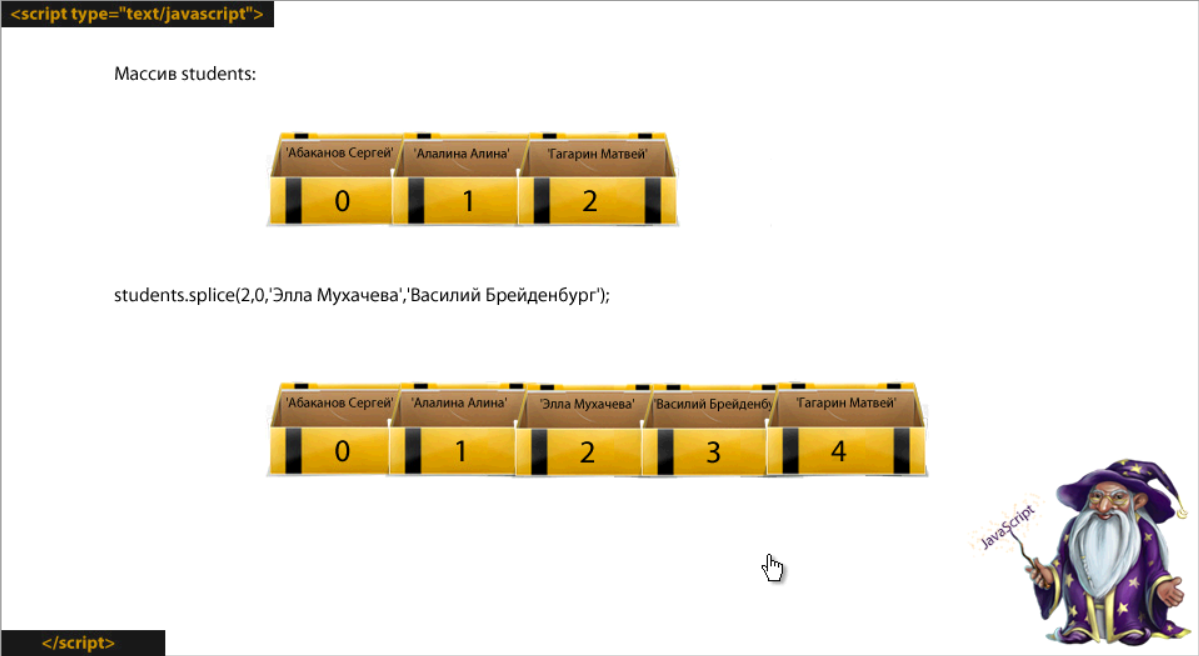 <script type="text/javascript">
Массив students:
'Абаканов Сергей' 'Алалина Алина' 'Гагарин Матвей'
0 1 2
students.splice(2,0,'Элла Мухачева','Василий Брейденбург');
'Абаканов Сергей' 'Алалина Алина' 'Элла Мухачева' 'Василий Брейденбу 'Гагарин Матвей'
0 1 2 3 4
JavaScript
</script>